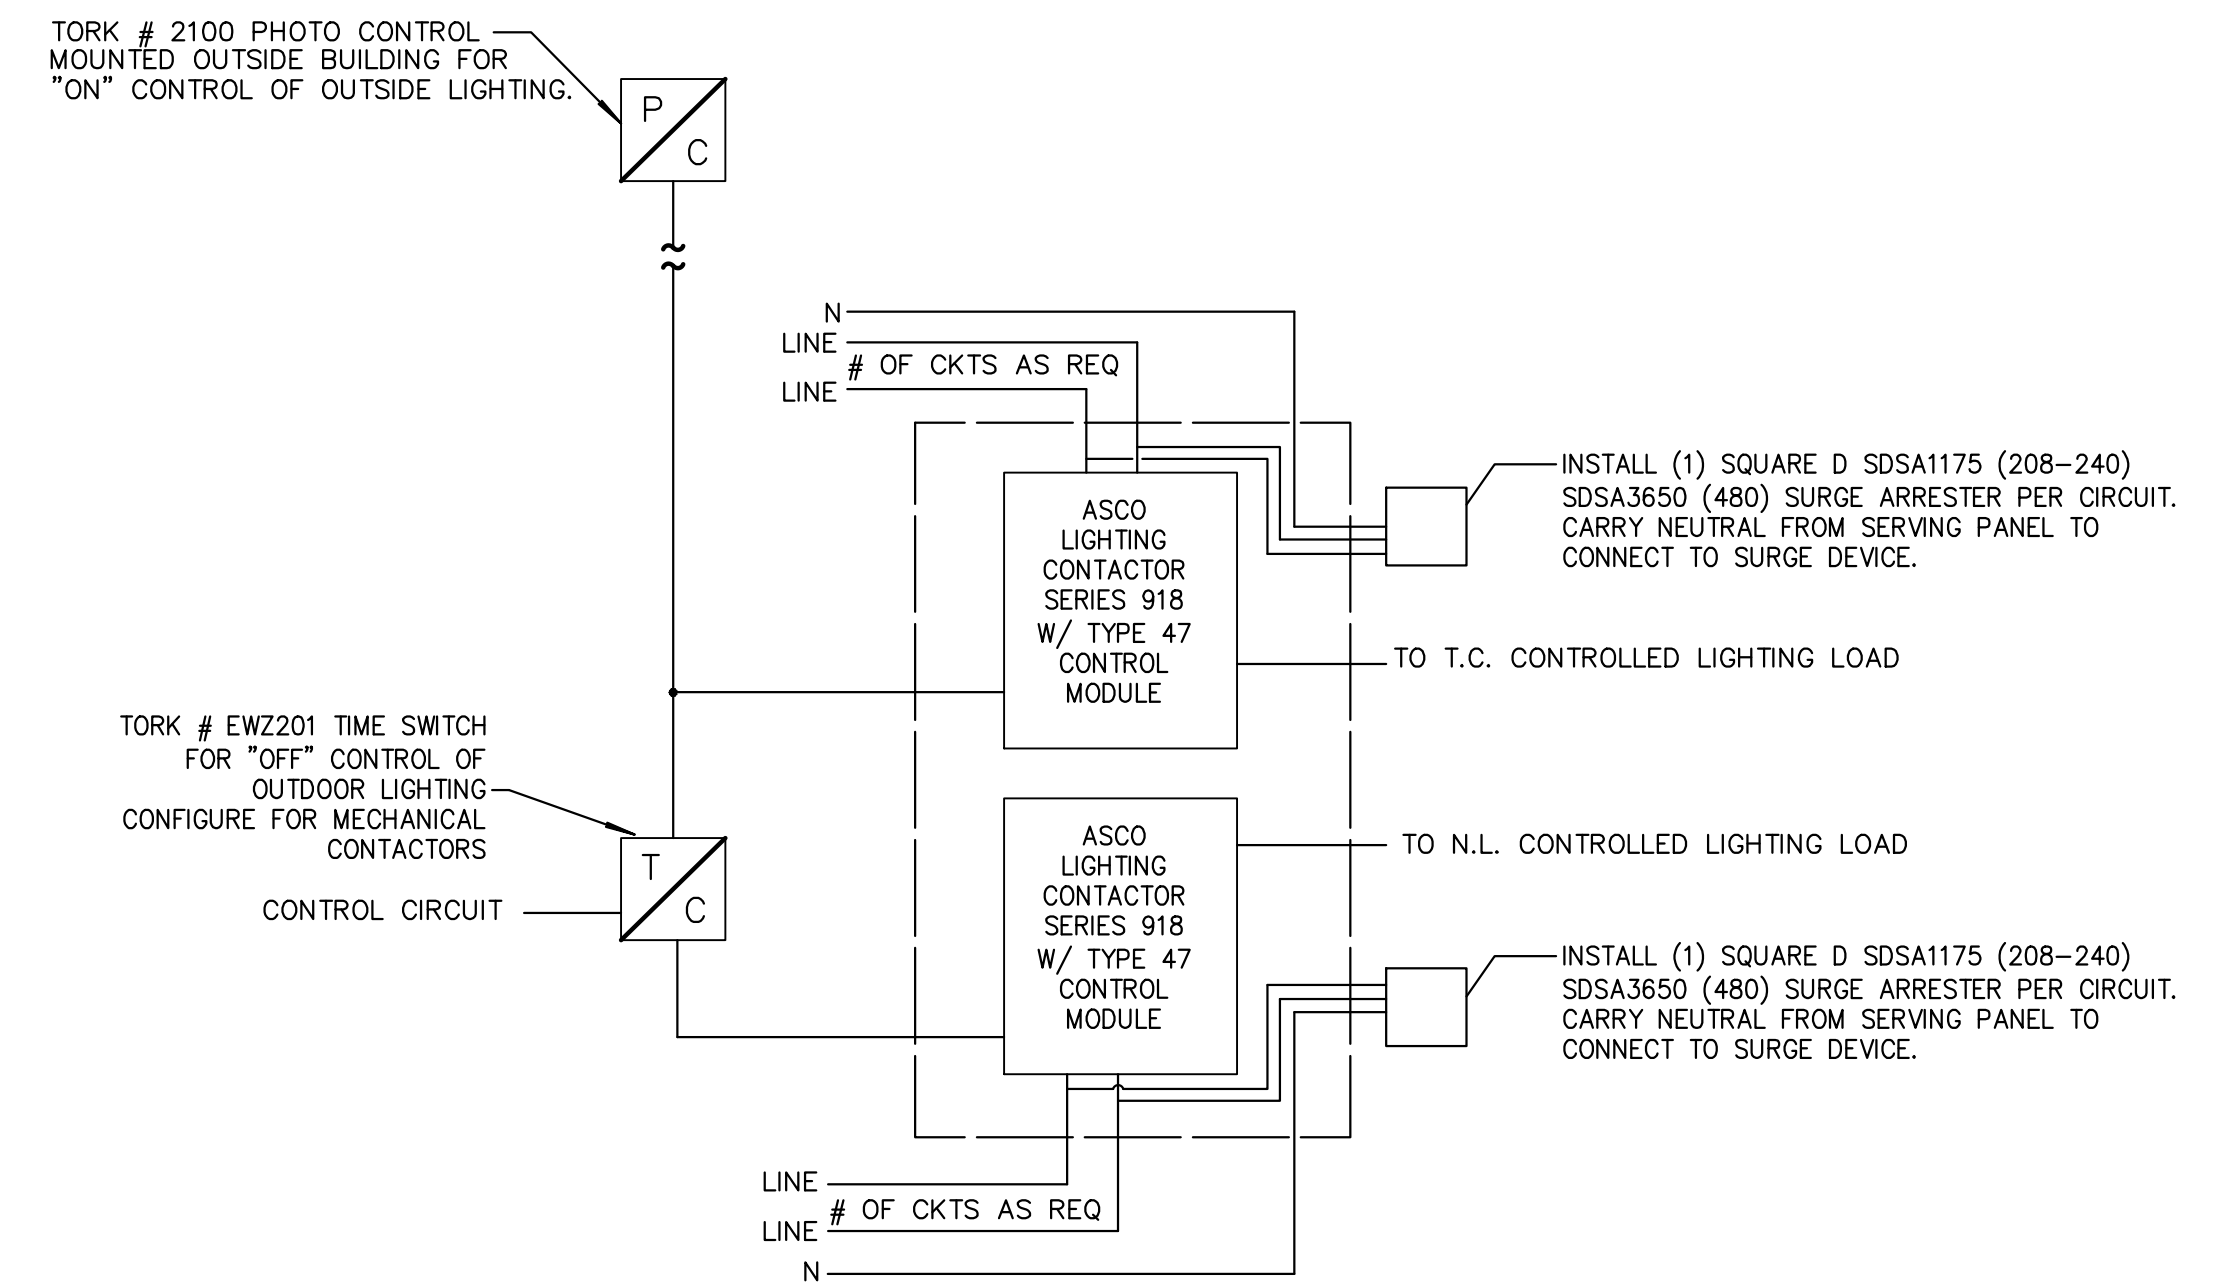 TORK # 2100 PHOTO CONTROL
MOUNTED OUTSIDE BUILDING FOR
"ON" CONTROL OF OUTSIDE LIGHTING.
P
C
N
LINE
# OF CKTS AS REQ
LINE
ASCO
LIGHTING
CONTACTOR
SERIES 918
W/ TYPE 47
CONTROL
MODULE
INSTALL (1) SQUARE D SDSA1175 (208-240)
SDSA3650 (480) SURGE ARRESTER PER CIRCUIT.
CARRY NEUTRAL FROM SERVING PANEL TO
CONNECT TO SURGE DEVICE.
TO T.C. CONTROLLED LIGHTING LOAD
TORK # EWZ201 TIME SWITCH
FOR "OFF" CONTROL OF
OUTDOOR LIGHTING
CONFIGURE FOR MECHANICAL
CONTACTORS
T
C
CONTROL CIRCUIT
ASCO
LIGHTING
CONTACTOR
SERIES 918
W/ TYPE 47
CONTROL
MODULE
TO N.L. CONTROLLED LIGHTING LOAD
INSTALL (1) SQUARE D SDSA1175 (208-240)
SDSA3650 (480) SURGE ARRESTER PER CIRCUIT.
CARRY NEUTRAL FROM SERVING PANEL TO
CONNECT TO SURGE DEVICE.
LINE
# OF CKTS AS REQ
LINE
N